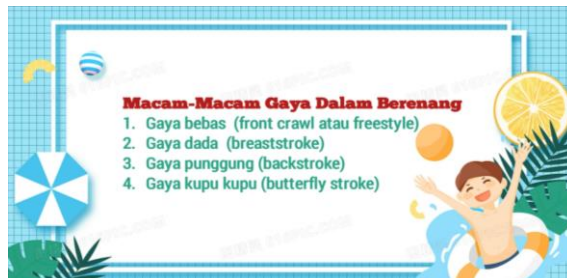 Macam-Macam Gaya Dalam Berenang
1. Gaya bebas (front crawl atau freestyle)
2. Gaya dada (breaststroke)
3. Gaya punggung (backstroke)
4. Gaya kupu kupu (butterfly stroke)